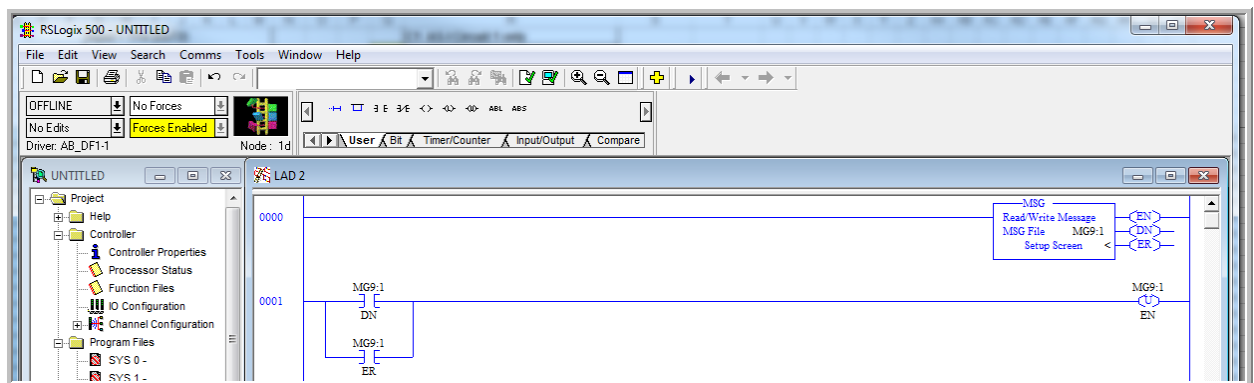 RSLogix 500 - UNTITLED
File Edit View Search Comms Tools Window Help
OFFLINE No Forces
No Edits Forces Enabled
Driver: AB_DF1-1 Node : 1d
ABL ABS
User Bit Timer/Counter Input/Output Compare
UNTITLED
Project
Help
Controller
Controller Properties
Processor Status
Function Files
IO Configuration
Channel Configuration
Program Files
SYS 0 -
SYS 1 -
LAD 2
0000
MSG
Read/Write Message
MSG File MG9:1
Setup Screen <
EN
DN
ER
0001
MG9:1
DN
MG9:1
ER
MG9:1
U
EN